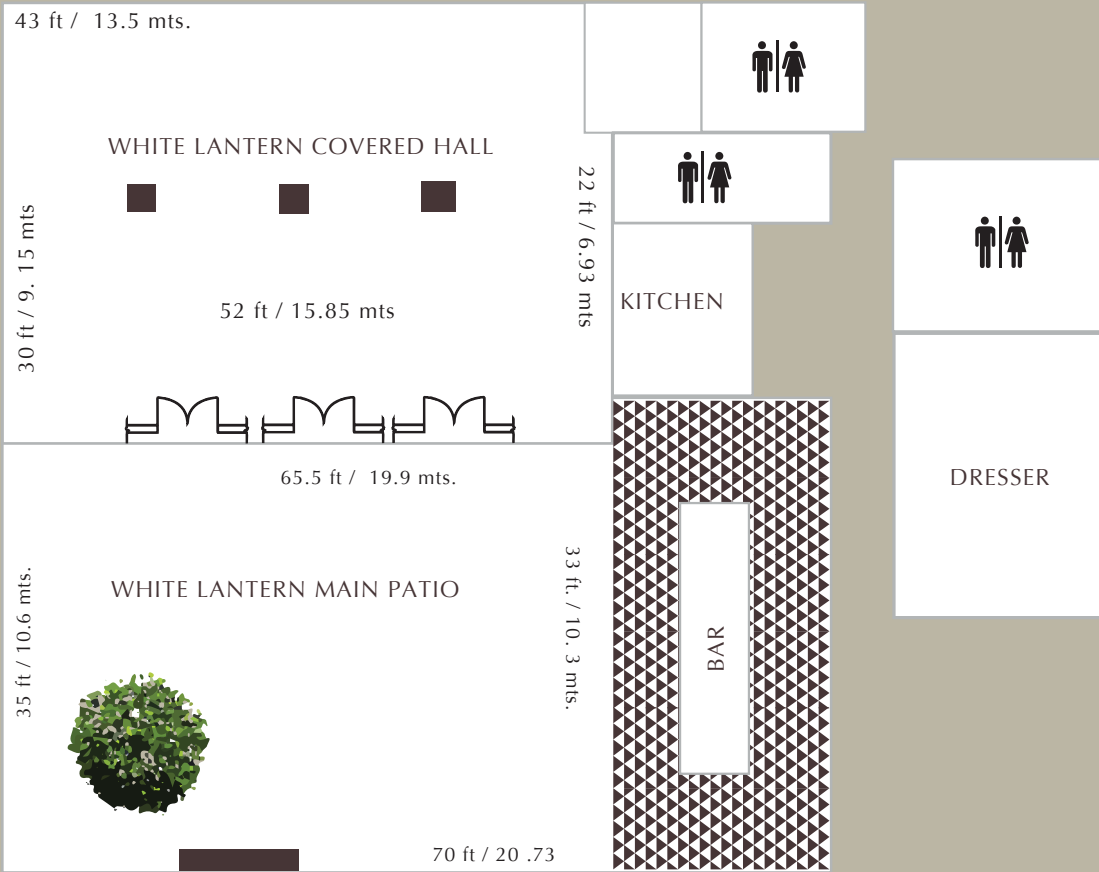 43 ft /  13.5 mts.
WHITE LANTERN COVERED HALL
22 ft / 6.93 mts
30 ft / 9. 15 mts
KITCHEN
52 ft / 15.85 mts
65.5 ft /  19.9 mts.
DRESSER
33 ft. / 10. 3 mts.
WHITE LANTERN MAIN PATIO
35 ft / 10.6 mts.
BAR
70 ft / 20 .73